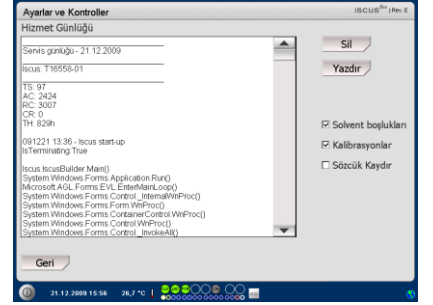 Ayarlar ve Kontroller
ISCUS Dx | Rev. E
Hizmet Günlüğü
Servis günlüğü - 21.12.2009
Iscus: T16558-01
TS: 97
AC: 2424
RC: 3007
CR: 0
TH: 829h
091221 13:36 - Iscus start-up
IsTerminating:True
Iscus.IscusBuilder.Main()
System.Windows.Forms.Application.Run()
Microsoft.AGL.Forms.EVL.EnterMainLoop()
System.Windows.Forms.Control._InternalWnProc()
System.Windows.Forms.Form.WnProc()
System.Windows.Forms.ContainerControl.WnProc()
System.Windows.Forms.Control.WnProc()
System.Windows.Forms.Control._InvokeAll()
Sil
Yazdır
Solvent boşlukları
Kalibrasyonlar
Sözcük Kaydır
Geri
21.12.2009 15:56 26,7 °C